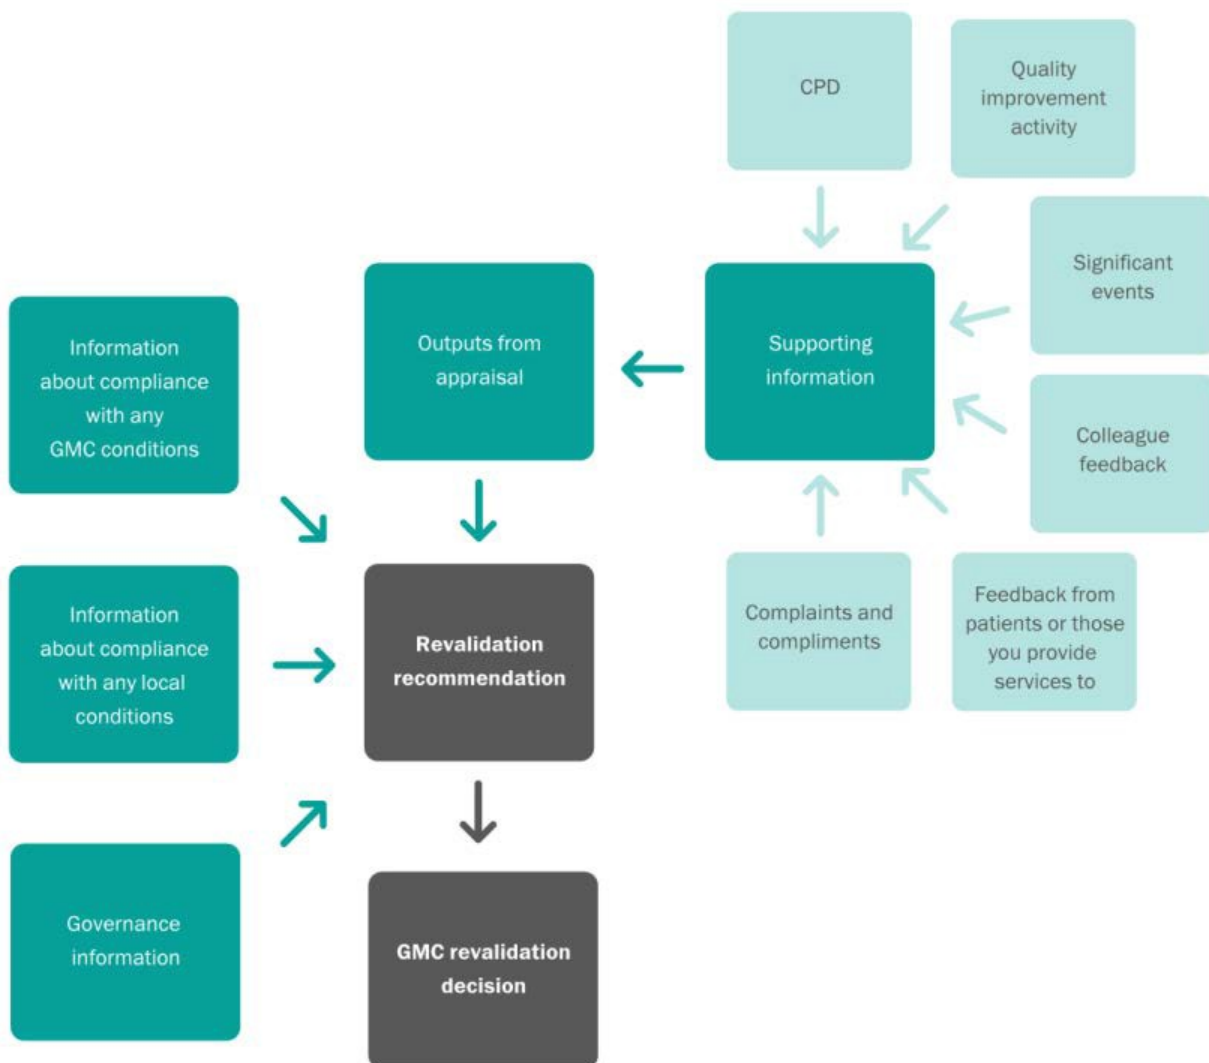 CPD
Quality
improvement
activity
Significant
events
Colleague
feedback
Feedback from
patients or those
you provide
services to
Complaints and
compliments
Supporting
information
Outputs from
appraisal
Information
about compliance
with any
GMC conditions
Information
about compliance
with any local
conditions
Governance
information
Revalidation
recommendation
GMC revalidation
decision